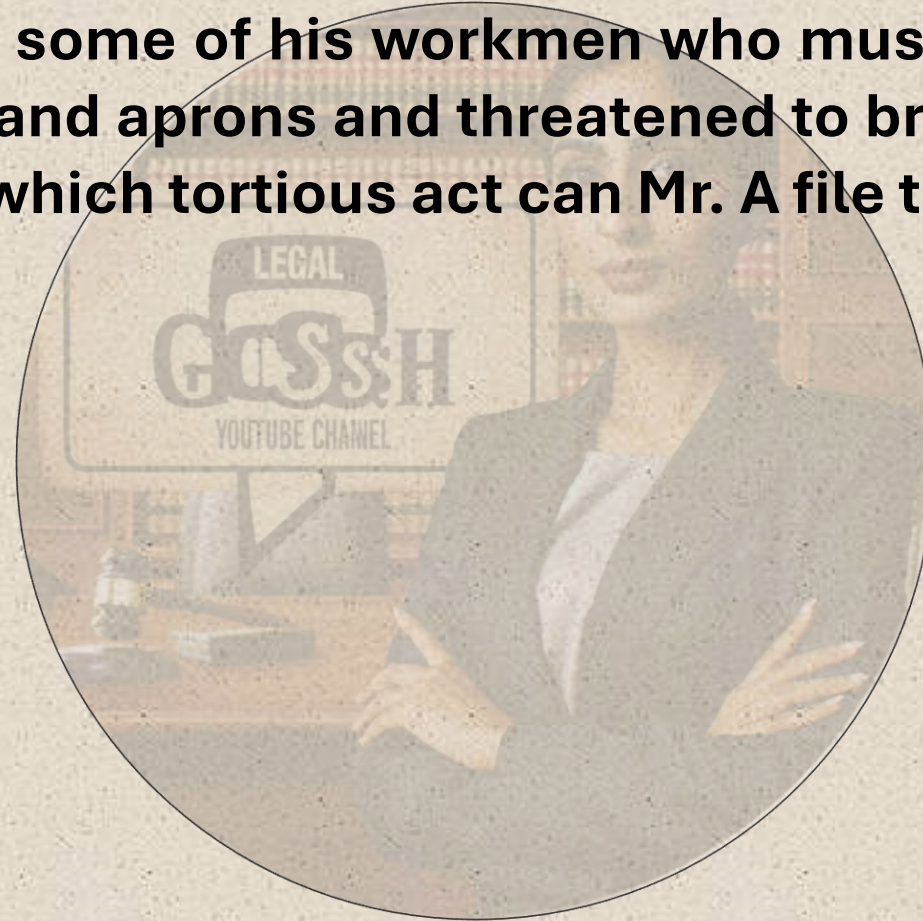 some of his workmen who mus
and aprons and threatened to br
which tortious act can Mr. A file t
LEGAL
GOSSH
YOUTUBE CHANNEL